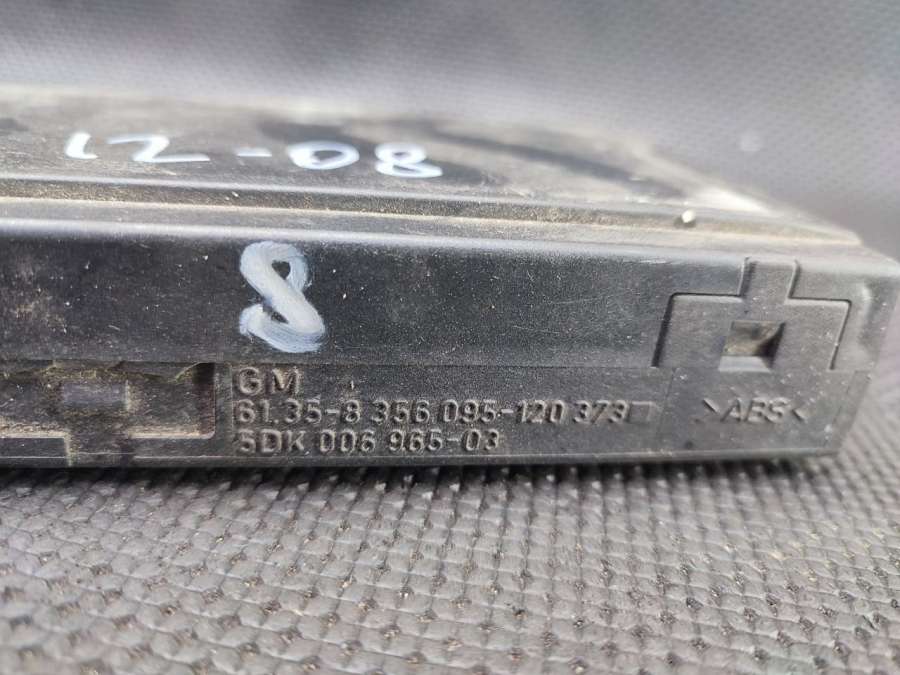 12-08
8
GM
61.35-8 356 095-120 373
5DK 006 965-03
>ABS<